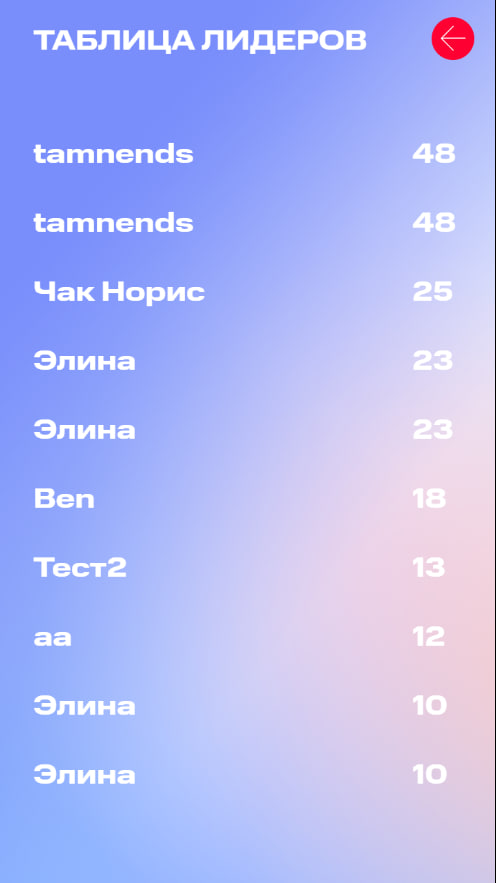 ТАБЛИЦА ЛИДЕРОВ
tamnends 48
tamnends 48
Чак Норис 25
Элина 23
Элина 23
Ben 18
Тест2 13
aa 12
Элина 10
Элина 10